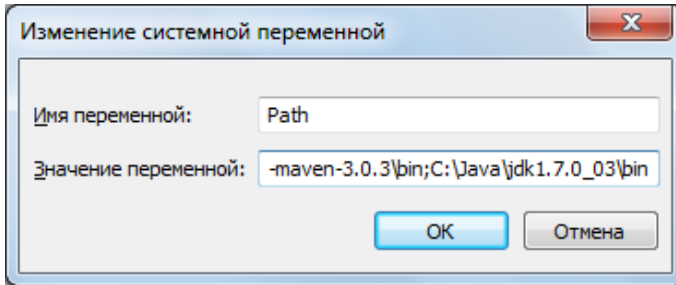 Изменение системной переменной
Имя переменной: Path
Значение переменной: -maven-3.0.3\bin;C:\Java\jdk1.7.0_03\bin
ОК Отмена